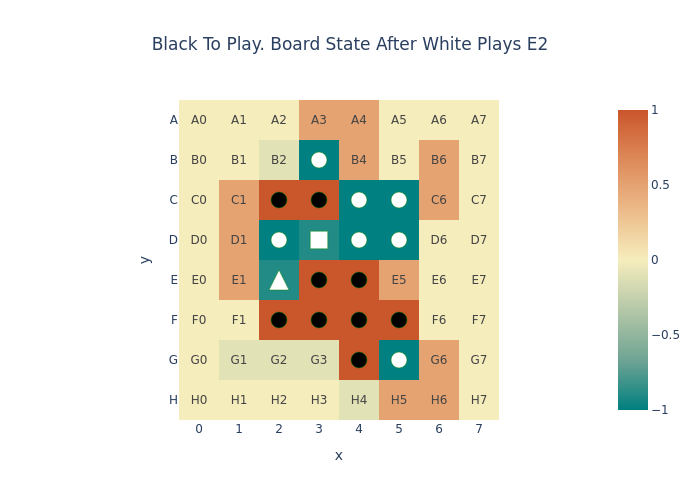 Black To Play. Board State After White Plays E2
A A0 A1 A2 A3 A4 A5 A6 A7
B B0 B1 B2 B4 B5 B6 B7
C C0 C1 C6 C7
D D0 D1 D6 D7
E E0 E1 E5 E6 E7
F F0 F1 F6 F7
G G0 G1 G2 G3 G6 G7
H H0 H1 H2 H3 H4 H5 H6 H7
0 1 2 3 4 5 6 7
x
y
1
0.5
0
−0.5
−1